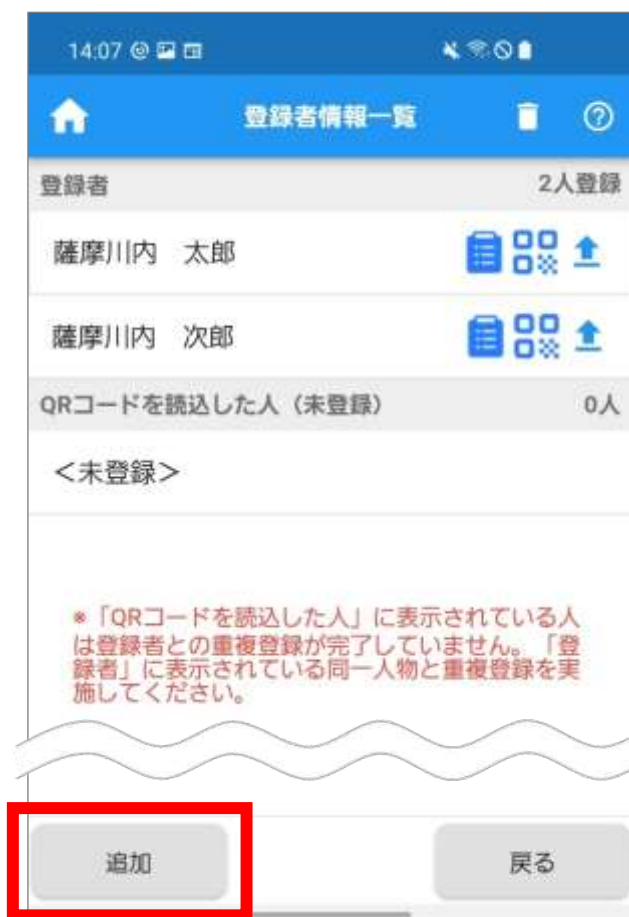 14:07
登録者情報一覧
登録者 2人登録
薩摩川内 太郎
薩摩川内 次郎
QRコードを読込した人（未登録） 0人
＜未登録＞
※「QRコードを読込した人」に表示されている人
は登録者との重複登録が完了していません。「登
録者」に表示されている同一人物と重複登録を実
施してください。
追加 戻る